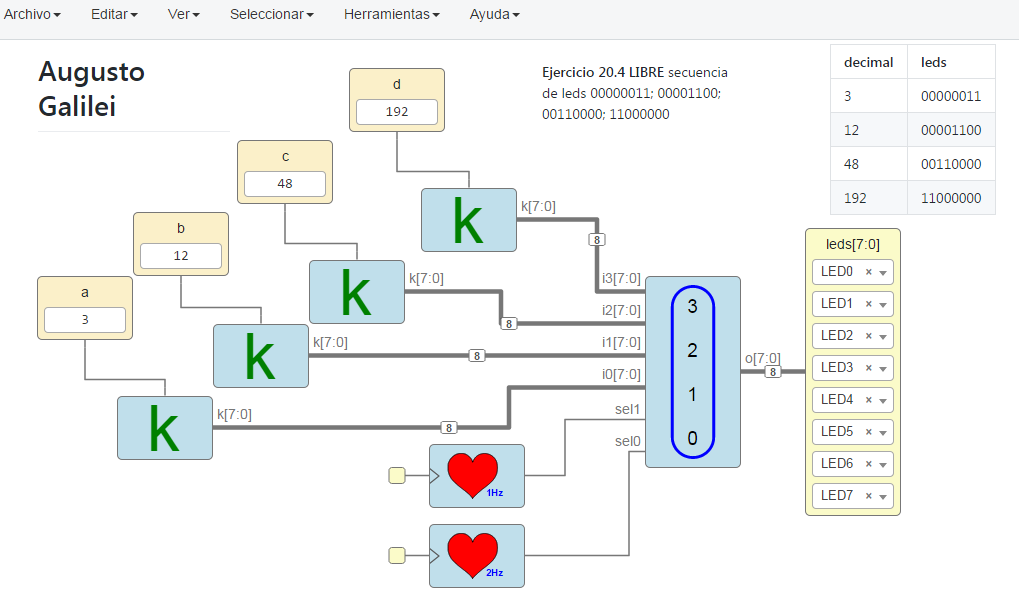 Archivo Editar Ver Seleccionar Herramientas Ayuda
Augusto
Galilei
Ejercicio 20.4 LIBRE secuencia
de leds 00000011; 00001100;
00110000; 11000000
decimal leds
3 00000011
12 00001100
48 00110000
192 11000000
d
192
c
48
b
12
a
3
k
k[7:0]
8
k
k[7:0]
8
k
k[7:0]
8
k
k[7:0]
8
i3[7:0]
i2[7:0]
i1[7:0]
i0[7:0]
sel1
sel0
3
2
1
0
o[7:0]
8
1Hz
2Hz
leds[7:0]
LED0 ×
LED1 ×
LED2 ×
LED3 ×
LED4 ×
LED5 ×
LED6 ×
LED7 ×